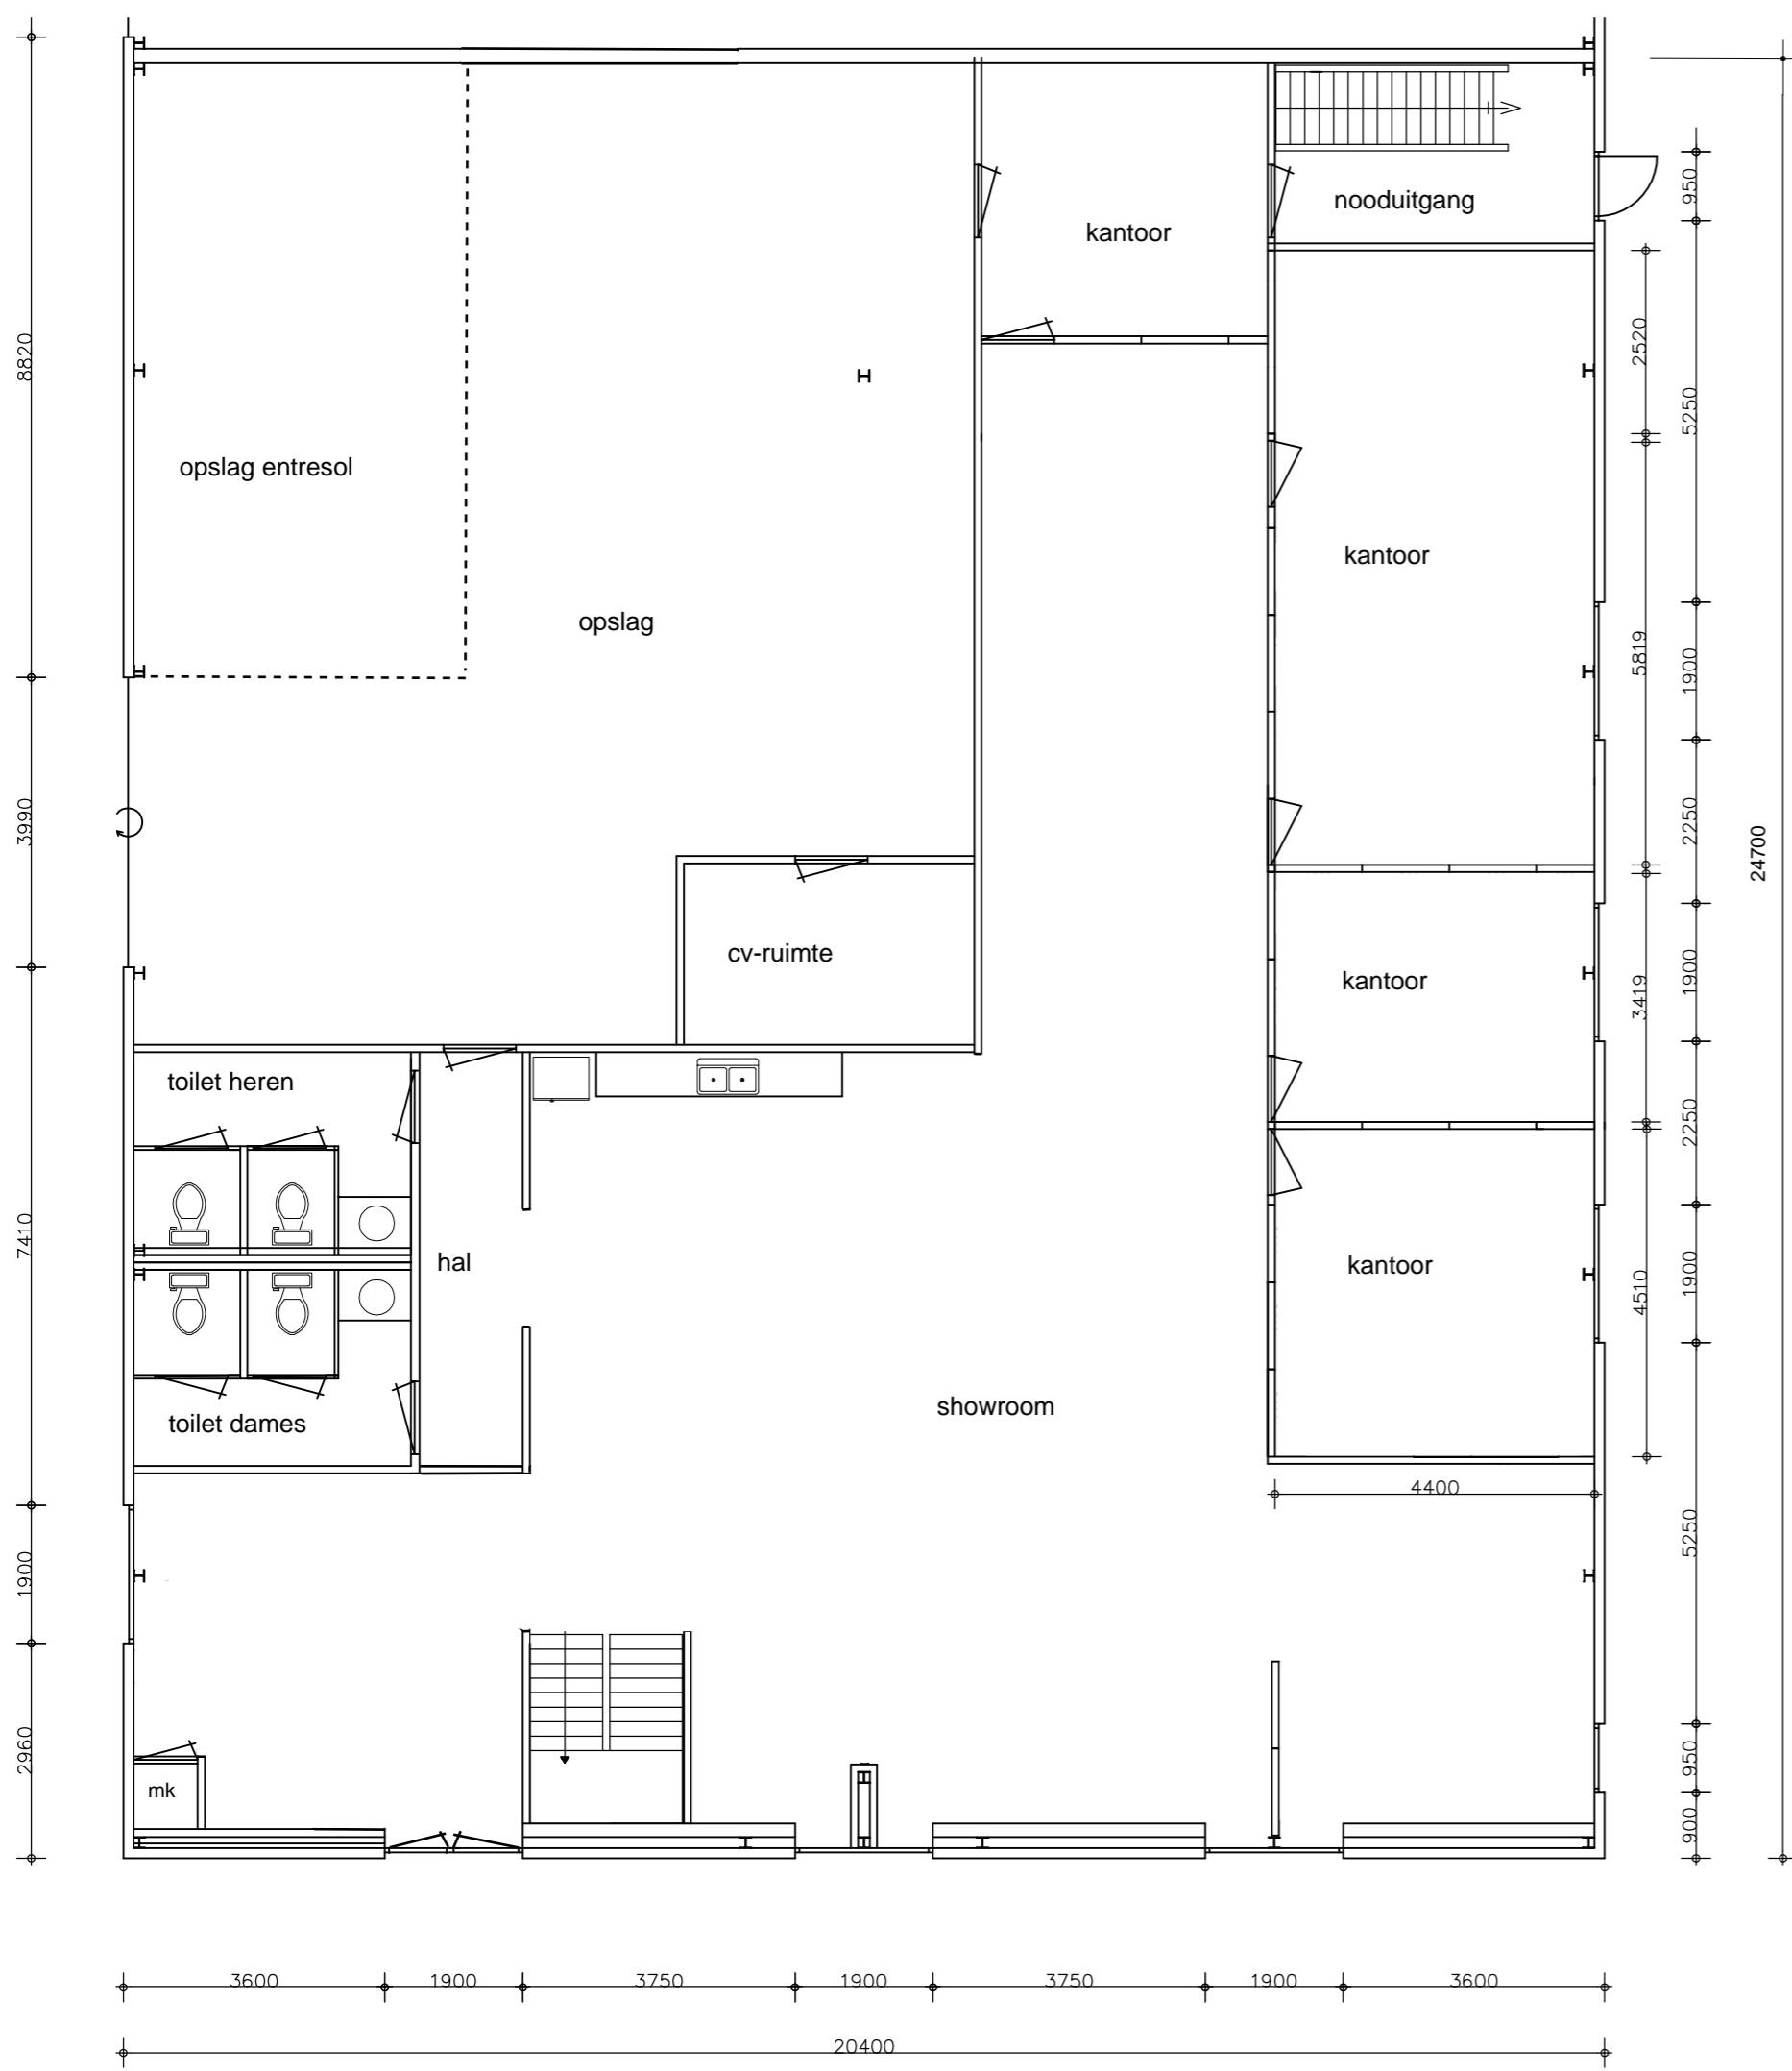 950
nooduitgang
kantoor
8820
2520
5250
opslag entresol
kantoor
opslag
5819
1900
3990
2250
24700
cv-ruimte
kantoor
3419
1900
toilet heren
2250
7410
hal
kantoor
4510
1900
showroom
toilet dames
4400
5250
1900
2960
950
mk
900
3600
1900
3750
1900
3750
1900
3600
20400